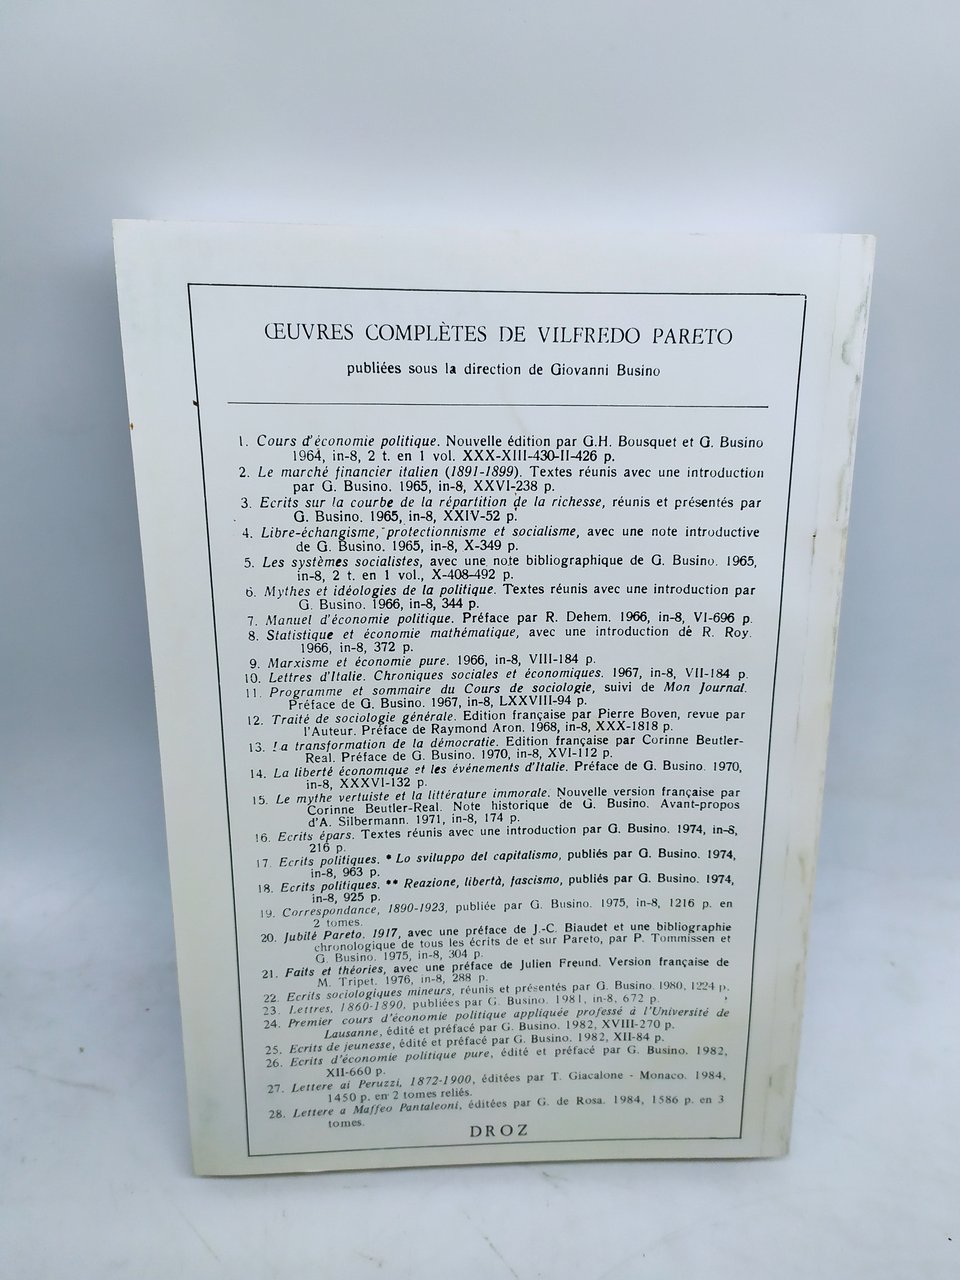 ŒUVRES COMPLÈTES DE VILFREDO PARETO
publiées sous la direction de Giovanni Busino
1. Cours d'économie politique. Nouvelle édition par G.H. Bousquet et G. Busino
1964, in-8, 2 t. en 1 vol. XXX-XIII-430-II-426 p.
2. Le marché financier italien (1891-1899). Textes réunis avec une introduction
par G. Busino. 1965, in-8, XXVI-238 p.
3. Ecrits sur la courbe de la répartition de la richesse, réunis et présentés par
G. Busino. 1965, in-8, XXIV-52 p.
4. Libre-échangisme, protectionnisme et socialisme, avec une note introductive
de G. Busino. 1965, in-8, X-349 p.
5. Les systèmes socialistes, avec une note bibliographique de G. Busino. 1965,
in-8, 2 t. en 1 vol., X-408-492 p.
6. Mythes et idéologies de la politique. Textes réunis avec une introduction par
G. Busino. 1966, in-8, 344 p.
7. Manuel d'économie politique. Préface par R. Dehem. 1966, in-8, VI-696 p.
8. Statistique et économie mathématique, avec une introduction de R. Roy.
1966, in-8, 372 p.
9. Marxisme et économie pure. 1966, in-8, VIII-184 p.
10. Lettres d'Italie. Chroniques sociales et économiques. 1967, in-8, VII-184 p.
11. Programme et sommaire du Cours de sociologie, suivi de Mon Journal.
Préface de G. Busino. 1967, in-8, LXXVIII-94 p.
12. Traité de sociologie générale. Edition française par Pierre Boven, revue par
l'Auteur. Préface de Raymond Aron. 1968, in-8, XXX-1818 p.
13. La transformation de la démocratie. Edition française par Corinne Beutler-
Real. Préface de G. Busino. 1970, in-8, XVI-112 p.
14. La liberté économique et les événements d'Italie. Préface de G. Busino. 1970,
in-8, XXXVI-132 p.
15. Le mythe vertuiste et la littérature immorale. Nouvelle version française par
Corinne Beutler-Real. Note historique de G. Busino. Avant-propos
d'A. Silbermann. 1971, in-8, 174 p.
16. Ecrits épars. Textes réunis avec une introduction par G. Busino. 1974, in-8,
216 p.
17. Ecrits politiques. * Lo sviluppo del capitalismo, publiés par G. Busino. 1974,
in-8, 963 p.
18. Ecrits politiques. ** Reazione, libertà, fascismo, publiés par G. Busino. 1974,
in-8, 925 p.
19. Correspondance, 1890-1923, publiée par G. Busino. 1975, in-8, 1216 p. en
2 tomes.
20. Jubilé Pareto. 1917, avec une préface de J.-C. Biaudet et une bibliographie
chronologique de tous les écrits de et sur Pareto, par P. Tommissen et
G. Busino. 1975, in-8, 304 p.
21. Faits et théories, avec une préface de Julien Freund. Version française de
M. Tripet. 1976, in-8, 288 p.
22. Ecrits sociologiques mineurs, réunis et présentés par G. Busino. 1980, 1224 p.
23. Lettres, 1860-1890, publiées par G. Busino. 1981, in-8, 672 p.
24. Premier cours d'économie politique appliquée professé à l'Université de
Lausanne, édité et préfacé par G. Busino. 1982, XVIII-270 p.
25. Ecrits de jeunesse, édité et préfacé par G. Busino. 1982, XII-84 p.
26. Ecrits d'économie politique pure, édité et préfacé par G. Busino. 1982,
XII-660 p.
27. Lettere ai Peruzzi, 1872-1900, éditées par T. Giacalone - Monaco. 1984,
1450 p. en 2 tomes reliés.
28. Lettere a Maffeo Pantaleoni, éditées par G. de Rosa. 1984, 1586 p. en 3
tomes.
DROZ